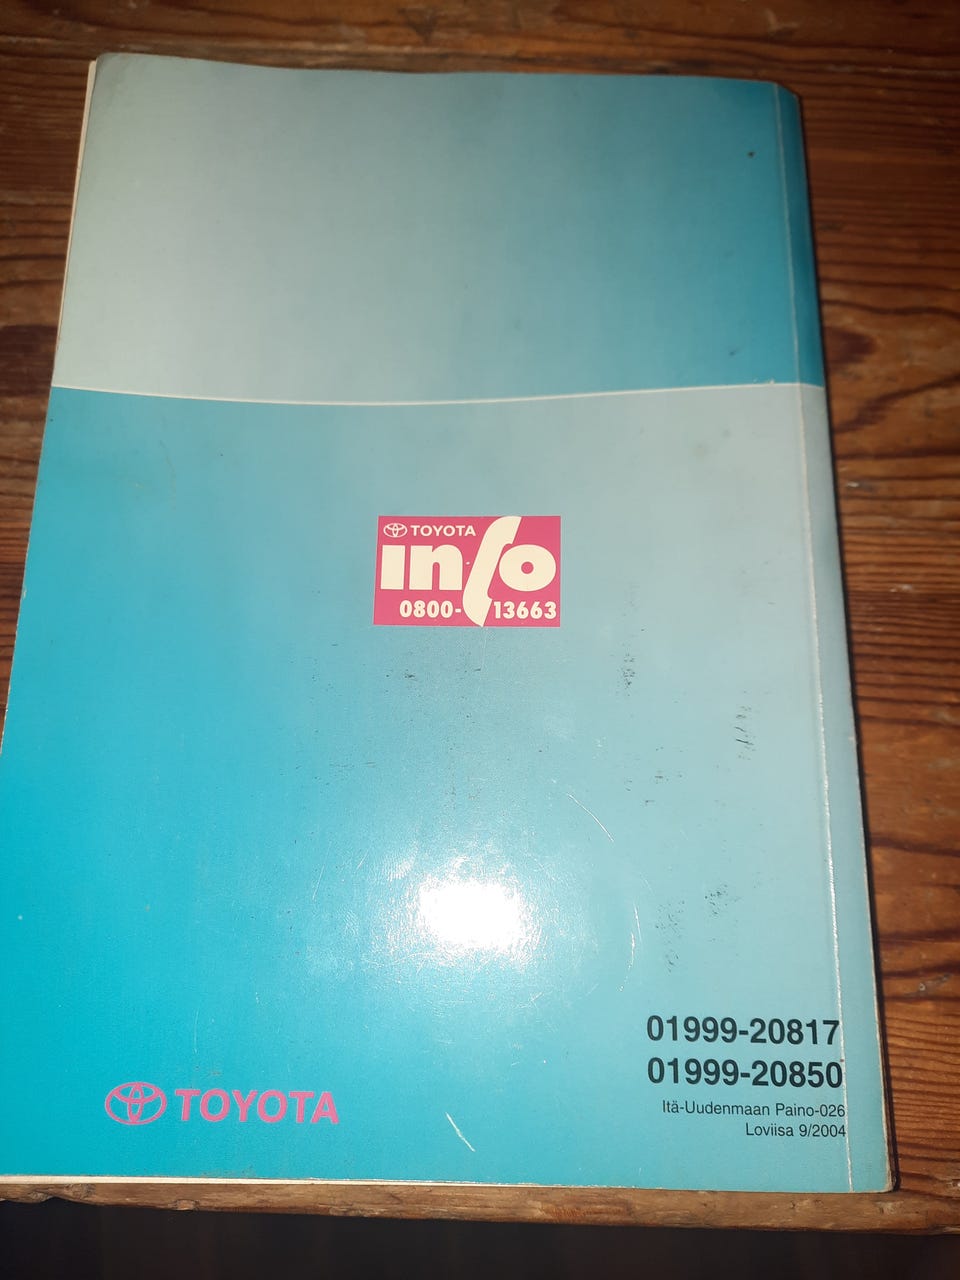 TOYOTA
info
0800-13663
01999-20817
01999-20850
Itä-Uudenmaan Paino-026
Loviisa 9/2004
TOYOTA